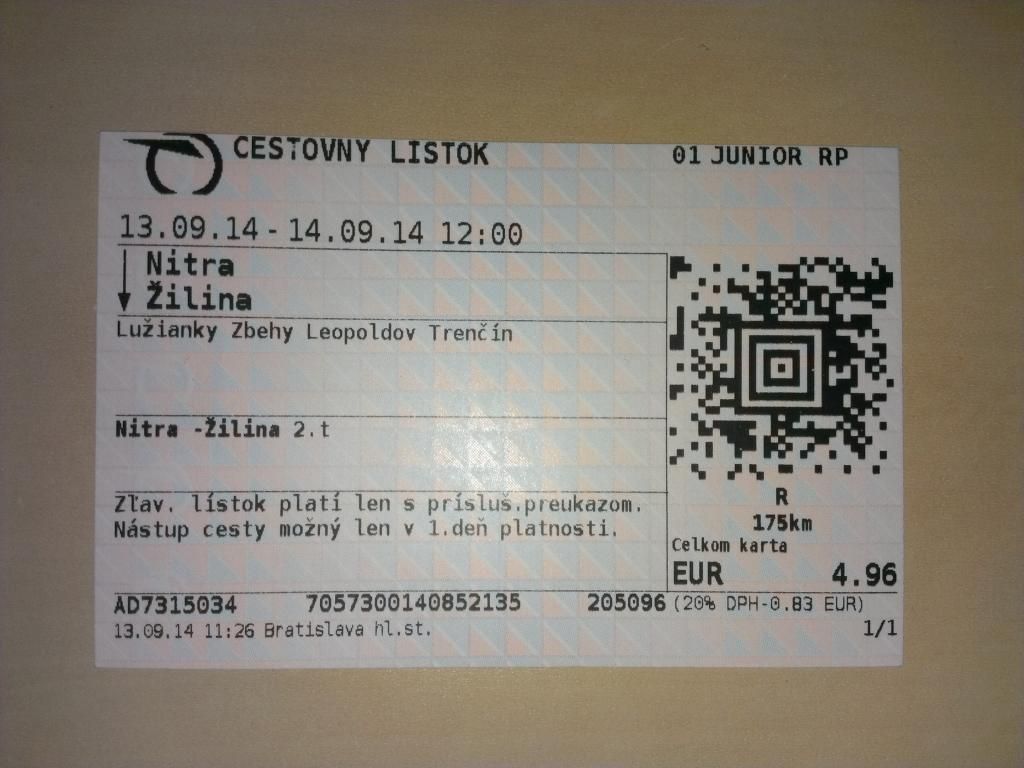 CESTOVNY LISTOK
01 JUNIOR RP
13.09.14 - 14.09.14 12:00
Nitra
Žilina
Lužianky Zbehy Leopoldov Trenčín
Nitra -Žilina 2.t
Zľav. lístok platí len s prísluš.preukazom.
Nástup cesty možný len v 1.deň platnosti.
R
175km
Celkom karta
EUR 4.96
AD7315034 70573001408521​35 205096 (20% DPH-0.83 EUR)
13.09.14 11:26 Bratislava hl.st. 1/1